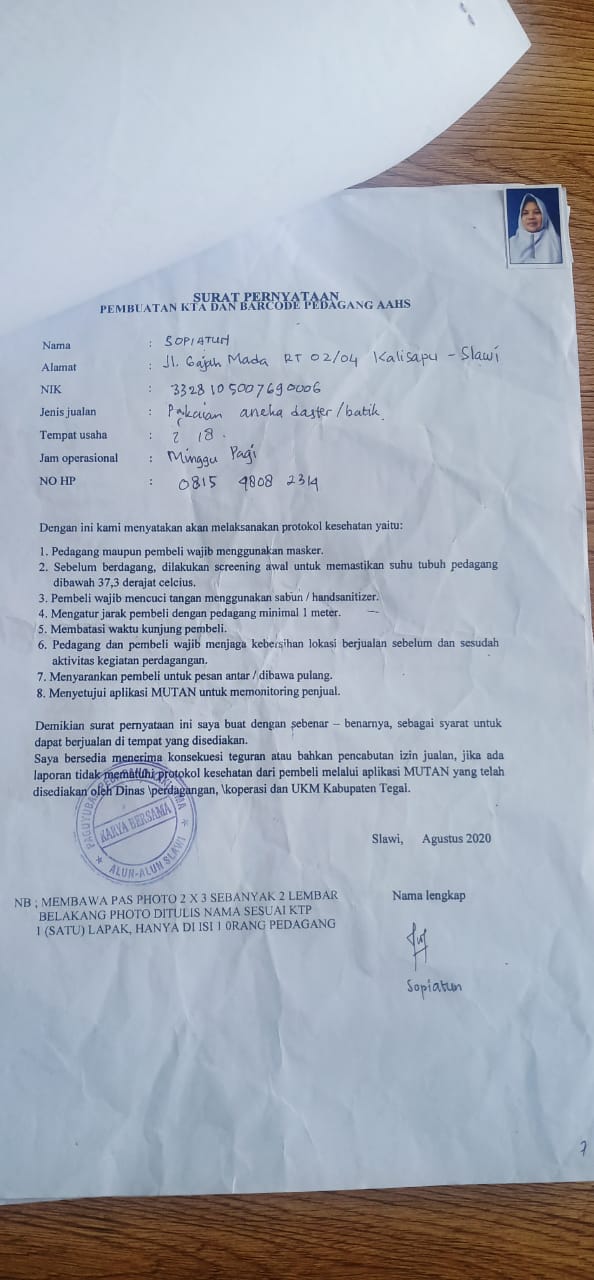 SURAT PERNYATAAN
PEMBUATAN KTA DAN BARCODE PEDAGANG AAHS
Nama : SOPIATUN
Alamat : Jl. Gajah Mada RT 02/04 Kalisapu - Slawi
NIK : 3328105007690006
Jenis jualan : Pakaian aneka daster/batik
Tempat usaha : 2 18.
Jam operasional : Minggu Pagi
NO HP : 0815 4808 2314
Dengan ini kami menyatakan akan melaksanakan protokol kesehatan yaitu:
1. Pedagang maupun pembeli wajib menggunakan masker.
2. Sebelum berdagang, dilakukan screening awal untuk memastikan suhu tubuh pedagang
dibawah 37,3 derajat celcius.
3. Pembeli wajib mencuci tangan menggunakan sabun / handsanitizer.
4. Mengatur jarak pembeli dengan pedagang minimal 1 meter.
5. Membatasi waktu kunjung pembeli.
6. Pedagang dan pembeli wajib menjaga kebersihan lokasi berjualan sebelum dan sesudah
aktivitas kegiatan perdagangan.
7. Menyarankan pembeli untuk pesan antar / dibawa pulang.
8. Menyetujui aplikasi MUTAN untuk memonitoring penjual.
Demikian surat pernyataan ini saya buat dengan sebenar – benarnya, sebagai syarat untuk
dapat berjualan di tempat yang disediakan.
Saya bersedia menerima konsekuesi teguran atau bahkan pencabutan izin jualan, jika ada
laporan tidak mematuhi protokol kesehatan dari pembeli melalui aplikasi MUTAN yang telah
disediakan oleh Dinas \perdagangan, \koperasi dan UKM Kabupaten Tegal.
KARYA BERSAMA
★ ALUN-ALUN SLAWI ★
Slawi, Agustus 2020
NB ; MEMBAWA PAS PHOTO 2 X 3 SEBANYAK 2 LEMBAR
BELAKANG PHOTO DITULIS NAMA SESUAI KTP
1 (SATU) LAPAK, HANYA DI ISI 1 0RANG PEDAGANG
Nama lengkap
Sopiatun
7